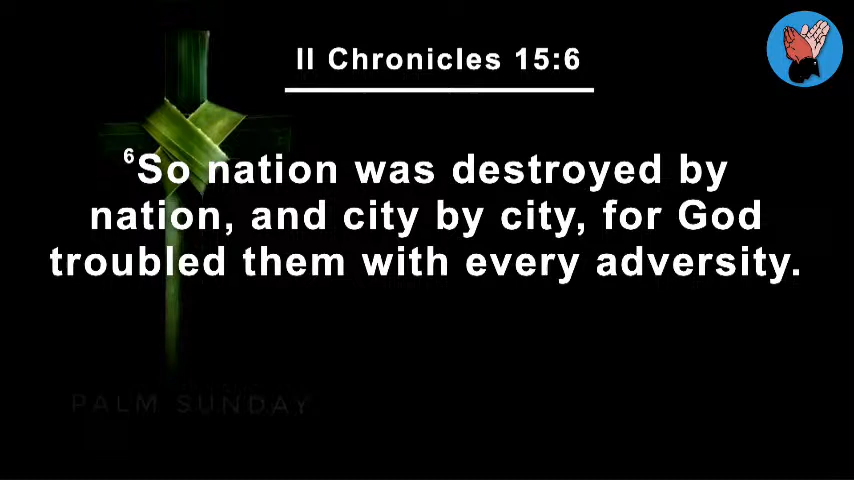 II Chronicles 15:6
6So nation was destroyed by
nation, and city by city, for God
troubled them with every adversity.
PALM SUNDAY